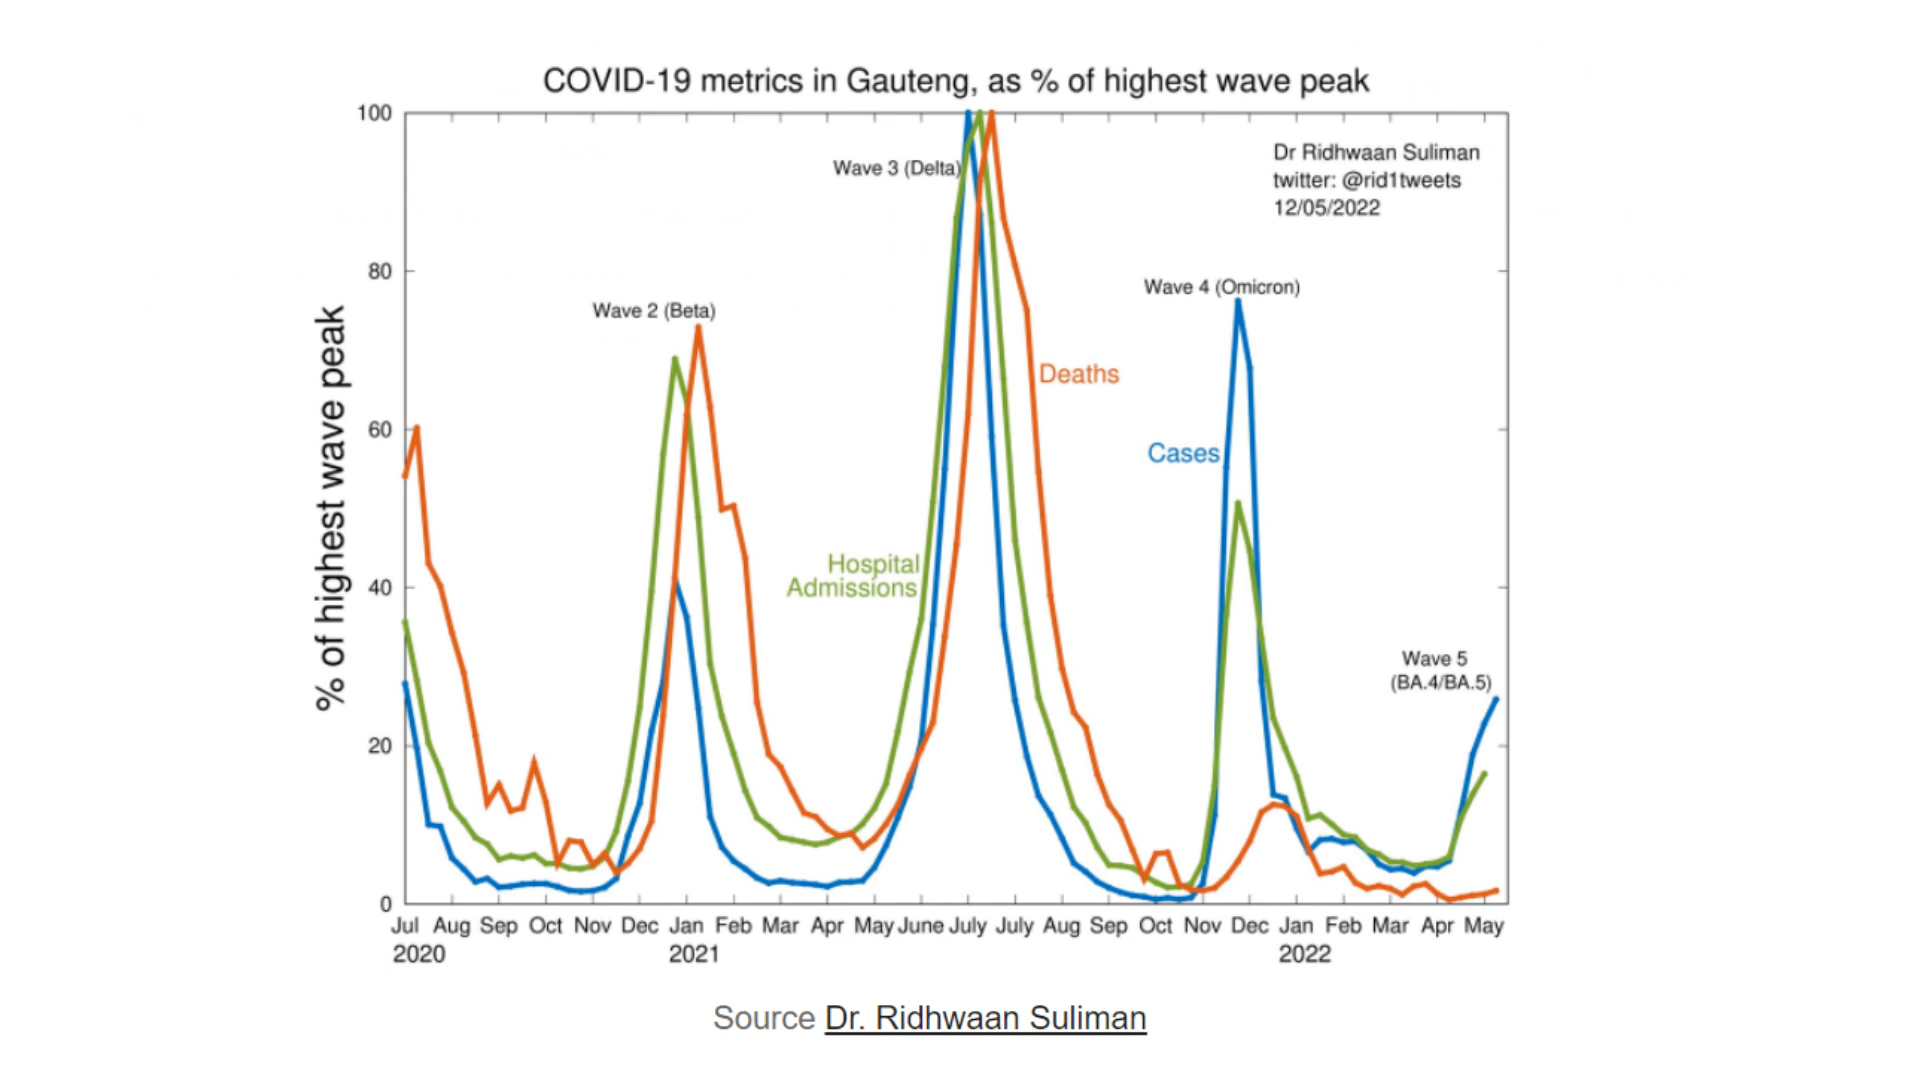 COVID-19 metrics in Gauteng, as % of highest wave peak
% of highest wave peak
100
80
60
40
20
0
Wave 2 (Beta)
Wave 3 (Delta)
Dr Ridhwaan Suliman
twitter: @rid1tweets
12/05/2022
Wave 4 (Omicron)
Deaths
Cases
Hospital
Admissions
Wave 5
(BA.4/BA.5)
Jul Aug Sep Oct Nov Dec Jan Feb Mar Apr May June July July Aug Sep Oct Nov Dec Jan Feb Mar Apr May
2020 2021 2022
Source Dr. Ridhwaan Suliman